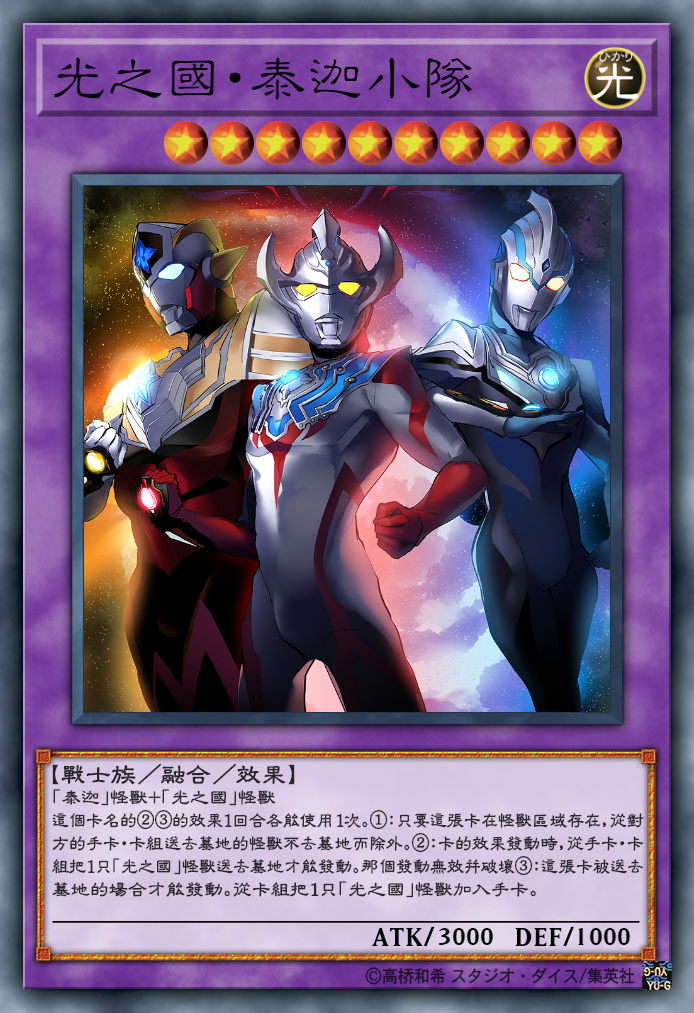 光之國・泰迦小隊
ひかり
光
【戰士族／融合／效果】
「泰迦」怪獸＋「光之國」怪獸
這個卡名的②③的效果1回合各能使用1次。①：只要這張卡在怪獸區域存在，從對
方的手卡・卡組送去墓地的怪獸不去墓地而除外。②：卡的效果發動時，從手卡・卡
組把1只「光之國」怪獸送去墓地才能發動。那個發動無效并破壞③：這張卡被送去
墓地的場合才能發動。從卡組把1只「光之國」怪獸加入手卡。
ATK/3000 DEF/1000
©高桥和希 スタジオ・ダイス/集英社
YU-G
YU-G